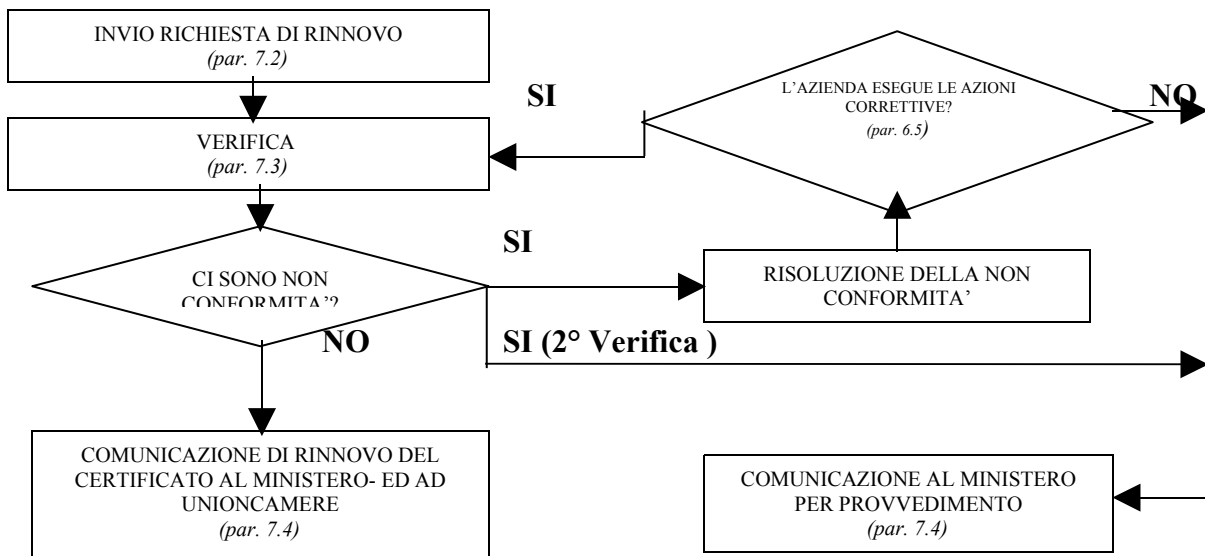 INVIO RICHIESTA DI RINNOVO
(par. 7.2)
L'AZIENDA ESEGUE LE AZIONI
CORRETTIVE?
(par. 6.5)
SI
NO
VERIFICA
(par. 7.3)
SI
CI SONO NON
CONFORMITA'?
RISOLUZIONE DELLA NON
CONFORMITA'
NO
SI (2° Verifica )
COMUNICAZIONE DI RINNOVO DEL
CERTIFICATO AL MINISTERO- ED AD
UNIONCAMERE
(par. 7.4)
COMUNICAZIONE AL MINISTERO
PER PROVVEDIMENTO
(par. 7.4)